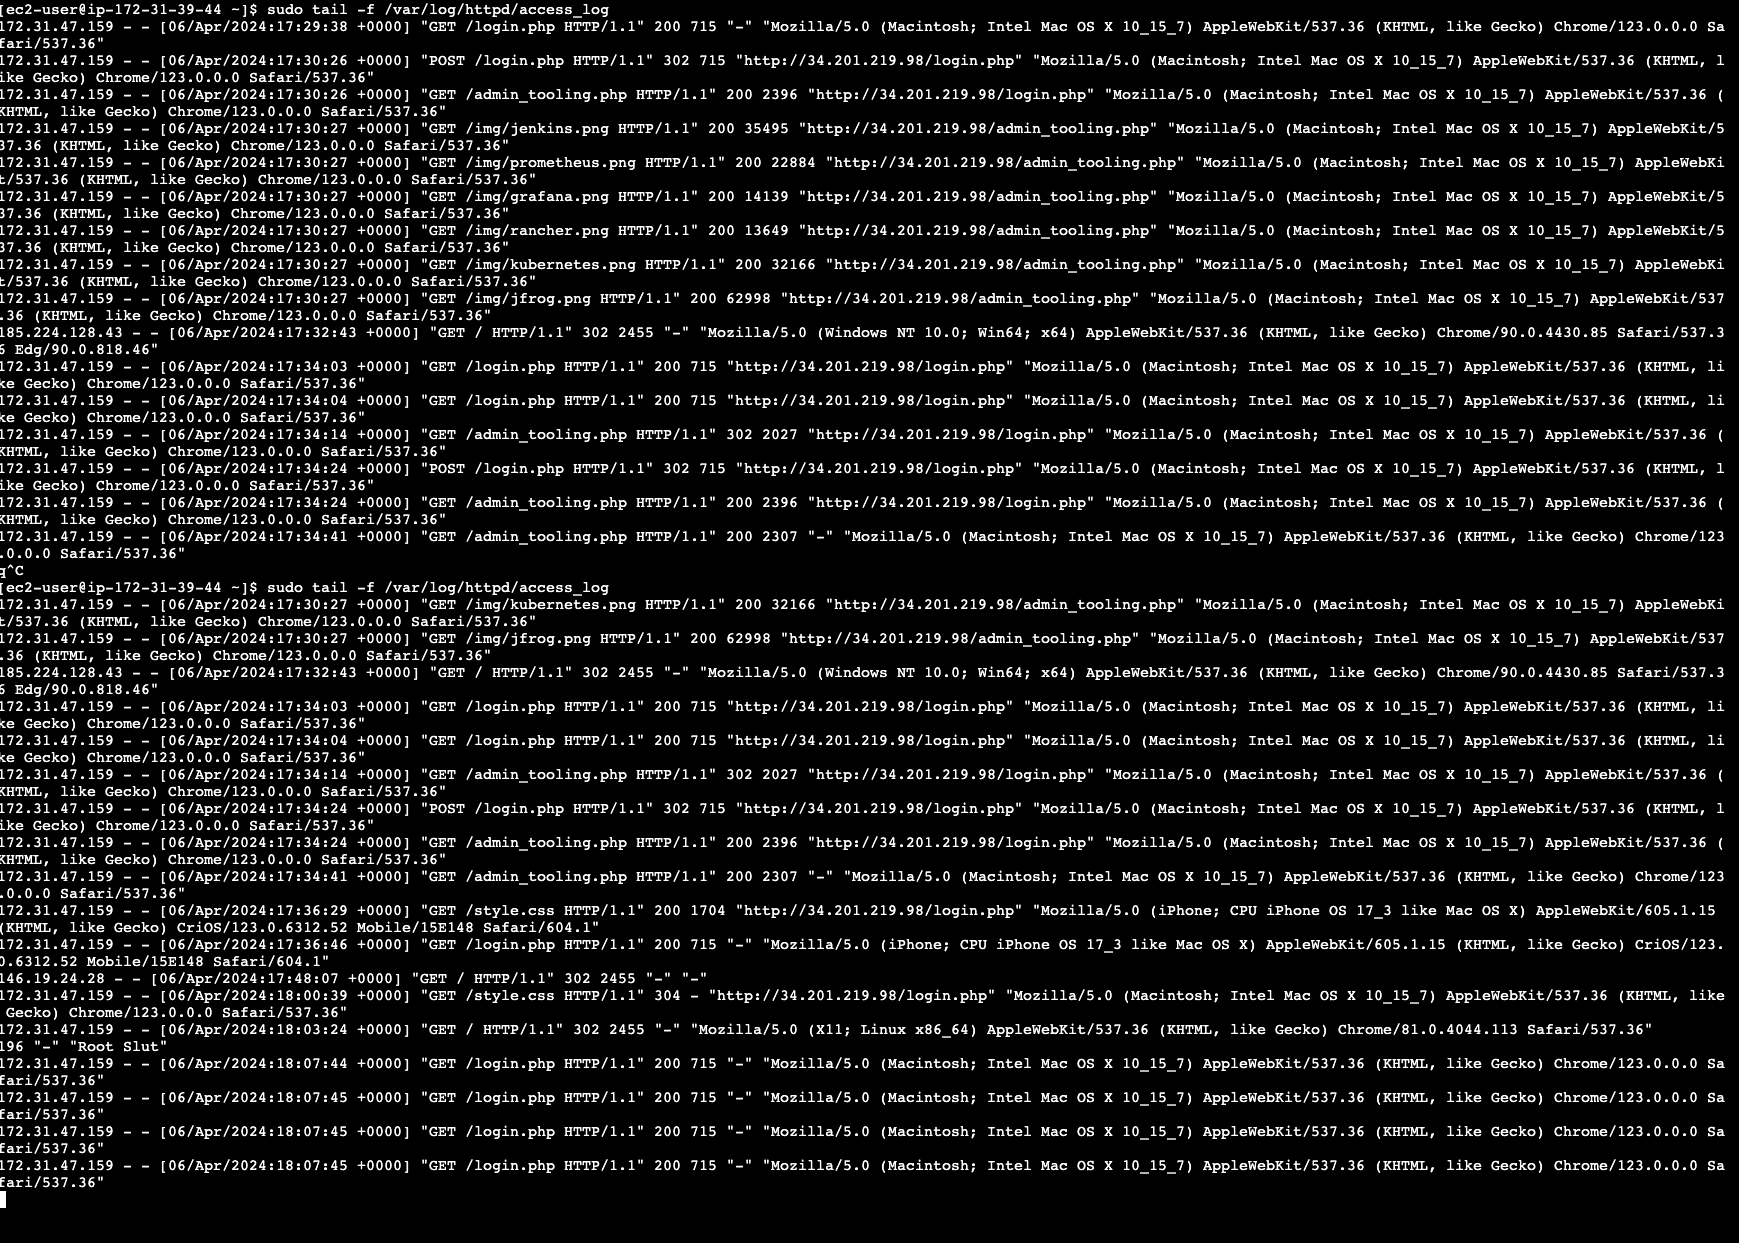 [ec2-user@ip-172-31-39-44 ~]$ sudo tail -f /var/log/httpd/access_log
172.31.47.159 - - [06/Apr/2024:17:29:38 +0000] "GET /login.php HTTP/1.1" 200 715 "-" "Mozilla/5.0 (Macintosh; Intel Mac OS X 10_15_7) AppleWebKit/537.36 (KHTML, like Gecko) Chrome/123.0.0.0 Sa
fari/537.36"
172.31.47.159 - - [06/Apr/2024:17:30:26 +0000] "POST /login.php HTTP/1.1" 302 715 "http://34.201.219.98/login.php" "Mozilla/5.0 (Macintosh; Intel Mac OS X 10_15_7) AppleWebKit/537.36 (KHTML, l
ike Gecko) Chrome/123.0.0.0 Safari/537.36"
172.31.47.159 - - [06/Apr/2024:17:30:26 +0000] "GET /admin_tooling.php HTTP/1.1" 200 2396 "http://34.201.219.98/login.php" "Mozilla/5.0 (Macintosh; Intel Mac OS X 10_15_7) AppleWebKit/537.36 (
KHTML, like Gecko) Chrome/123.0.0.0 Safari/537.36"
172.31.47.159 - - [06/Apr/2024:17:30:27 +0000] "GET /img/jenkins.png HTTP/1.1" 200 35495 "http://34.201.219.98/admin_tooling.php" "Mozilla/5.0 (Macintosh; Intel Mac OS X 10_15_7) AppleWebKit/5
37.36 (KHTML, like Gecko) Chrome/123.0.0.0 Safari/537.36"
172.31.47.159 - - [06/Apr/2024:17:30:27 +0000] "GET /img/prometheus.png HTTP/1.1" 200 22884 "http://34.201.219.98/admin_tooling.php" "Mozilla/5.0 (Macintosh; Intel Mac OS X 10_15_7) AppleWebKi
t/537.36 (KHTML, like Gecko) Chrome/123.0.0.0 Safari/537.36"
172.31.47.159 - - [06/Apr/2024:17:30:27 +0000] "GET /img/grafana.png HTTP/1.1" 200 14139 "http://34.201.219.98/admin_tooling.php" "Mozilla/5.0 (Macintosh; Intel Mac OS X 10_15_7) AppleWebKit/5
37.36 (KHTML, like Gecko) Chrome/123.0.0.0 Safari/537.36"
172.31.47.159 - - [06/Apr/2024:17:30:27 +0000] "GET /img/rancher.png HTTP/1.1" 200 13649 "http://34.201.219.98/admin_tooling.php" "Mozilla/5.0 (Macintosh; Intel Mac OS X 10_15_7) AppleWebKit/5
37.36 (KHTML, like Gecko) Chrome/123.0.0.0 Safari/537.36"
172.31.47.159 - - [06/Apr/2024:17:30:27 +0000] "GET /img/kubernetes.png HTTP/1.1" 200 32166 "http://34.201.219.98/admin_tooling.php" "Mozilla/5.0 (Macintosh; Intel Mac OS X 10_15_7) AppleWebKi
t/537.36 (KHTML, like Gecko) Chrome/123.0.0.0 Safari/537.36"
172.31.47.159 - - [06/Apr/2024:17:30:27 +0000] "GET /img/jfrog.png HTTP/1.1" 200 62998 "http://34.201.219.98/admin_tooling.php" "Mozilla/5.0 (Macintosh; Intel Mac OS X 10_15_7) AppleWebKit/537
.36 (KHTML, like Gecko) Chrome/123.0.0.0 Safari/537.36"
185.224.128.43 - - [06/Apr/2024:17:32:43 +0000] "GET / HTTP/1.1" 302 2455 "-" "Mozilla/5.0 (Windows NT 10.0; Win64; x64) AppleWebKit/537.36 (KHTML, like Gecko) Chrome/90.0.4430.85 Safari/537.3
6 Edg/90.0.818.46"
172.31.47.159 - - [06/Apr/2024:17:34:03 +0000] "GET /login.php HTTP/1.1" 200 715 "http://34.201.219.98/login.php" "Mozilla/5.0 (Macintosh; Intel Mac OS X 10_15_7) AppleWebKit/537.36 (KHTML, li
ke Gecko) Chrome/123.0.0.0 Safari/537.36"
172.31.47.159 - - [06/Apr/2024:17:34:04 +0000] "GET /login.php HTTP/1.1" 200 715 "http://34.201.219.98/login.php" "Mozilla/5.0 (Macintosh; Intel Mac OS X 10_15_7) AppleWebKit/537.36 (KHTML, li
ke Gecko) Chrome/123.0.0.0 Safari/537.36"
172.31.47.159 - - [06/Apr/2024:17:34:14 +0000] "GET /admin_tooling.php HTTP/1.1" 302 2027 "http://34.201.219.98/login.php" "Mozilla/5.0 (Macintosh; Intel Mac OS X 10_15_7) AppleWebKit/537.36 (
KHTML, like Gecko) Chrome/123.0.0.0 Safari/537.36"
172.31.47.159 - - [06/Apr/2024:17:34:24 +0000] "POST /login.php HTTP/1.1" 302 715 "http://34.201.219.98/login.php" "Mozilla/5.0 (Macintosh; Intel Mac OS X 10_15_7) AppleWebKit/537.36 (KHTML, l
ike Gecko) Chrome/123.0.0.0 Safari/537.36"
172.31.47.159 - - [06/Apr/2024:17:34:24 +0000] "GET /admin_tooling.php HTTP/1.1" 200 2396 "http://34.201.219.98/login.php" "Mozilla/5.0 (Macintosh; Intel Mac OS X 10_15_7) AppleWebKit/537.36 (
KHTML, like Gecko) Chrome/123.0.0.0 Safari/537.36"
172.31.47.159 - - [06/Apr/2024:17:34:41 +0000] "GET /admin_tooling.php HTTP/1.1" 200 2307 "-" "Mozilla/5.0 (Macintosh; Intel Mac OS X 10_15_7) AppleWebKit/537.36 (KHTML, like Gecko) Chrome/123
.0.0.0 Safari/537.36"
q^C
[ec2-user@ip-172-31-39-44 ~]$ sudo tail -f /var/log/httpd/access_log
172.31.47.159 - - [06/Apr/2024:17:30:27 +0000] "GET /img/kubernetes.png HTTP/1.1" 200 32166 "http://34.201.219.98/admin_tooling.php" "Mozilla/5.0 (Macintosh; Intel Mac OS X 10_15_7) AppleWebKi
t/537.36 (KHTML, like Gecko) Chrome/123.0.0.0 Safari/537.36"
172.31.47.159 - - [06/Apr/2024:17:30:27 +0000] "GET /img/jfrog.png HTTP/1.1" 200 62998 "http://34.201.219.98/admin_tooling.php" "Mozilla/5.0 (Macintosh; Intel Mac OS X 10_15_7) AppleWebKit/537
.36 (KHTML, like Gecko) Chrome/123.0.0.0 Safari/537.36"
185.224.128.43 - - [06/Apr/2024:17:32:43 +0000] "GET / HTTP/1.1" 302 2455 "-" "Mozilla/5.0 (Windows NT 10.0; Win64; x64) AppleWebKit/537.36 (KHTML, like Gecko) Chrome/90.0.4430.85 Safari/537.3
6 Edg/90.0.818.46"
172.31.47.159 - - [06/Apr/2024:17:34:03 +0000] "GET /login.php HTTP/1.1" 200 715 "http://34.201.219.98/login.php" "Mozilla/5.0 (Macintosh; Intel Mac OS X 10_15_7) AppleWebKit/537.36 (KHTML, li
ke Gecko) Chrome/123.0.0.0 Safari/537.36"
172.31.47.159 - - [06/Apr/2024:17:34:04 +0000] "GET /login.php HTTP/1.1" 200 715 "http://34.201.219.98/login.php" "Mozilla/5.0 (Macintosh; Intel Mac OS X 10_15_7) AppleWebKit/537.36 (KHTML, li
ke Gecko) Chrome/123.0.0.0 Safari/537.36"
172.31.47.159 - - [06/Apr/2024:17:34:14 +0000] "GET /admin_tooling.php HTTP/1.1" 302 2027 "http://34.201.219.98/login.php" "Mozilla/5.0 (Macintosh; Intel Mac OS X 10_15_7) AppleWebKit/537.36 (
KHTML, like Gecko) Chrome/123.0.0.0 Safari/537.36"
172.31.47.159 - - [06/Apr/2024:17:34:24 +0000] "POST /login.php HTTP/1.1" 302 715 "http://34.201.219.98/login.php" "Mozilla/5.0 (Macintosh; Intel Mac OS X 10_15_7) AppleWebKit/537.36 (KHTML, l
ike Gecko) Chrome/123.0.0.0 Safari/537.36"
172.31.47.159 - - [06/Apr/2024:17:34:24 +0000] "GET /admin_tooling.php HTTP/1.1" 200 2396 "http://34.201.219.98/login.php" "Mozilla/5.0 (Macintosh; Intel Mac OS X 10_15_7) AppleWebKit/537.36 (
KHTML, like Gecko) Chrome/123.0.0.0 Safari/537.36"
172.31.47.159 - - [06/Apr/2024:17:34:41 +0000] "GET /admin_tooling.php HTTP/1.1" 200 2307 "-" "Mozilla/5.0 (Macintosh; Intel Mac OS X 10_15_7) AppleWebKit/537.36 (KHTML, like Gecko) Chrome/123
.0.0.0 Safari/537.36"
172.31.47.159 - - [06/Apr/2024:17:36:29 +0000] "GET /style.css HTTP/1.1" 200 1704 "http://34.201.219.98/login.php" "Mozilla/5.0 (iPhone; CPU iPhone OS 17_3 like Mac OS X) AppleWebKit/605.1.15
(KHTML, like Gecko) CriOS/123.0.6312.52 Mobile/15E148 Safari/604.1"
172.31.47.159 - - [06/Apr/2024:17:36:46 +0000] "GET /login.php HTTP/1.1" 200 715 "-" "Mozilla/5.0 (iPhone; CPU iPhone OS 17_3 like Mac OS X) AppleWebKit/605.1.15 (KHTML, like Gecko) CriOS/123.
0.6312.52 Mobile/15E148 Safari/604.1"
146.19.24.28 - - [06/Apr/2024:17:48:07 +0000] "GET / HTTP/1.1" 302 2455 "-" "-"
172.31.47.159 - - [06/Apr/2024:18:00:39 +0000] "GET /style.css HTTP/1.1" 304 - "http://34.201.219.98/login.php" "Mozilla/5.0 (Macintosh; Intel Mac OS X 10_15_7) AppleWebKit/537.36 (KHTML, like
Gecko) Chrome/123.0.0.0 Safari/537.36"
172.31.47.159 - - [06/Apr/2024:18:03:24 +0000] "GET / HTTP/1.1" 302 2455 "-" "Mozilla/5.0 (X11; Linux x86_64) AppleWebKit/537.36 (KHTML, like Gecko) Chrome/81.0.4044.113 Safari/537.36"
196 "-" "Root Slut"
172.31.47.159 - - [06/Apr/2024:18:07:44 +0000] "GET /login.php HTTP/1.1" 200 715 "-" "Mozilla/5.0 (Macintosh; Intel Mac OS X 10_15_7) AppleWebKit/537.36 (KHTML, like Gecko) Chrome/123.0.0.0 Sa
fari/537.36"
172.31.47.159 - - [06/Apr/2024:18:07:45 +0000] "GET /login.php HTTP/1.1" 200 715 "-" "Mozilla/5.0 (Macintosh; Intel Mac OS X 10_15_7) AppleWebKit/537.36 (KHTML, like Gecko) Chrome/123.0.0.0 Sa
fari/537.36"
172.31.47.159 - - [06/Apr/2024:18:07:45 +0000] "GET /login.php HTTP/1.1" 200 715 "-" "Mozilla/5.0 (Macintosh; Intel Mac OS X 10_15_7) AppleWebKit/537.36 (KHTML, like Gecko) Chrome/123.0.0.0 Sa
fari/537.36"
172.31.47.159 - - [06/Apr/2024:18:07:45 +0000] "GET /login.php HTTP/1.1" 200 715 "-" "Mozilla/5.0 (Macintosh; Intel Mac OS X 10_15_7) AppleWebKit/537.36 (KHTML, like Gecko) Chrome/123.0.0.0 Sa
fari/537.36"